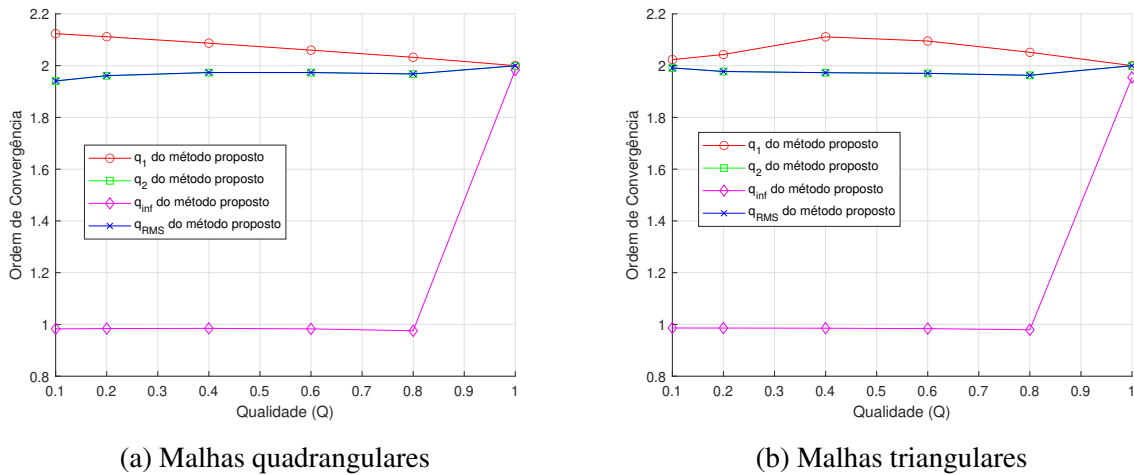 2.2
2
1.8
1.6
1.4
1.2
1
0.8
Ordem de Convergência
q1 do método proposto
q2 do método proposto
qinf do método proposto
qRMS do método proposto
0.1 0.2 0.3 0.4 0.5 0.6 0.7 0.8 0.9 1
Qualidade (Q)
(a) Malhas quadrangulares
2.2
2
1.8
1.6
1.4
1.2
1
0.8
Ordem de Convergência
q1 do método proposto
q2 do método proposto
qinf do método proposto
qRMS do método proposto
0.1 0.2 0.3 0.4 0.5 0.6 0.7 0.8 0.9 1
Qualidade (Q)
(b) Malhas triangulares